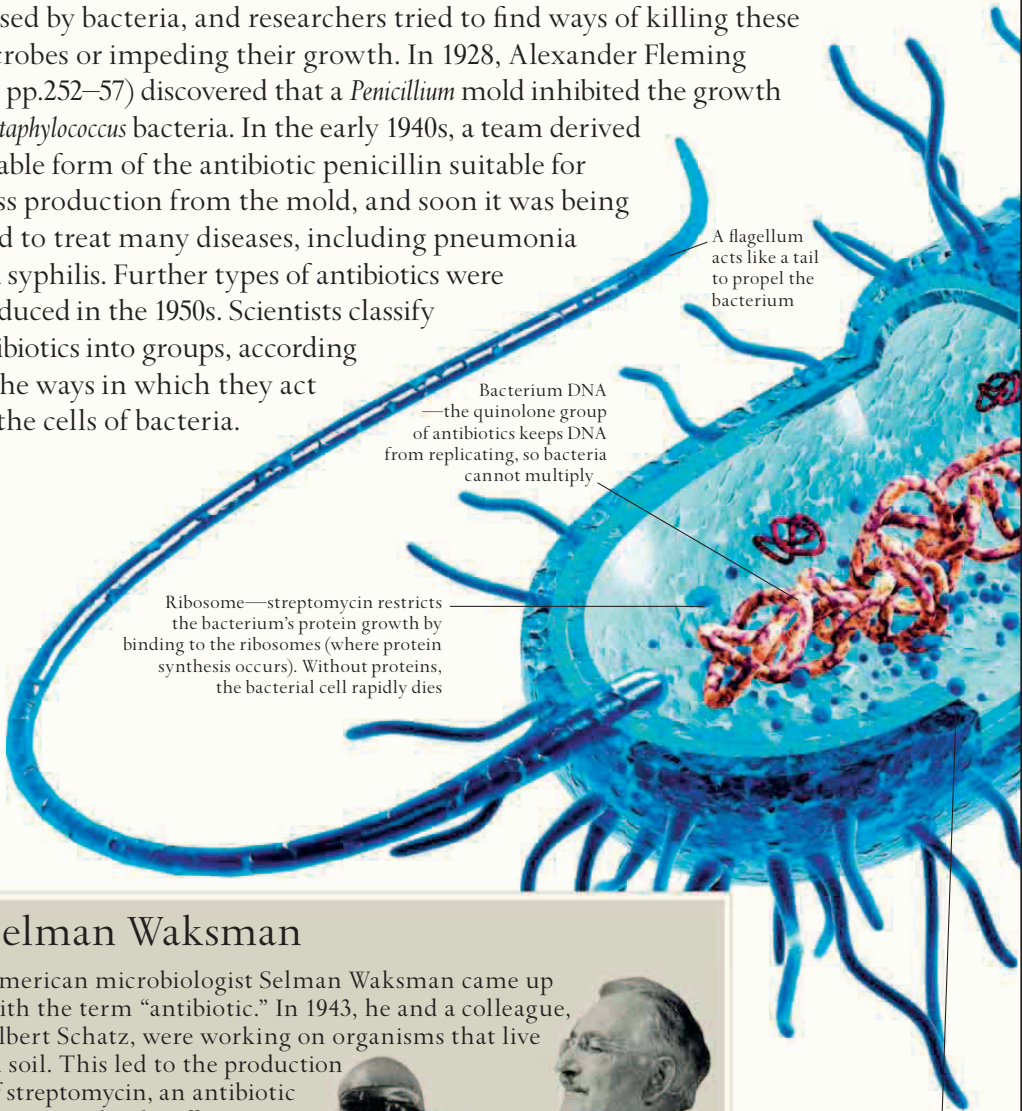 sed by bacteria, and researchers tried to find ways of killing these
crobes or impeding their growth. In 1928, Alexander Fleming
pp.252–57) discovered that a Penicillium mold inhibited the growth
taphylococcus bacteria. In the early 1940s, a team derived
able form of the antibiotic penicillin suitable for
ss production from the mold, and soon it was being
d to treat many diseases, including pneumonia
syphilis. Further types of antibiotics were
duced in the 1950s. Scientists classify
ibiotics into groups, according
he ways in which they act
the cells of bacteria.
A flagellum
acts like a tail
to propel the
bacterium
Bacterium DNA
—the quinolone group
of antibiotics keeps DNA
from replicating, so bacteria
cannot multiply
Ribosome—streptomycin restricts
the bacterium's protein growth by
binding to the ribosomes (where protein
synthesis occurs). Without proteins,
the bacterial cell rapidly dies
elman Waksman
merican microbiologist Selman Waksman came up
ith the term “antibiotic.” In 1943, he and a colleague,
lbert Schatz, were working on organisms that live
soil. This led to the production
f streptomycin, an antibiotic